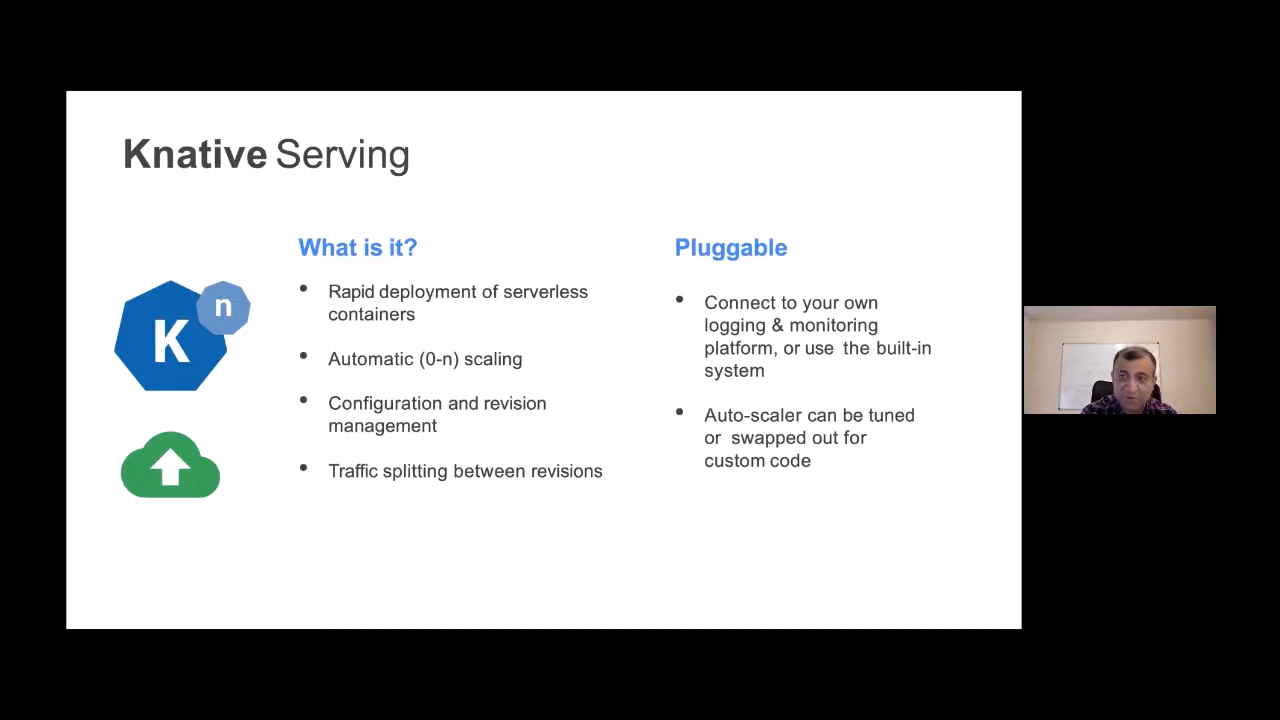 Knative Serving
What is it?
• Rapid deployment of serverless
containers
• Automatic (0-n) scaling
• Configuration and revision
management
• Traffic splitting between revisions
Pluggable
• Connect to your own
logging & monitoring
platform, or use the built-in
system
• Auto-scaler can be tuned
or swapped out for
custom code
K
n